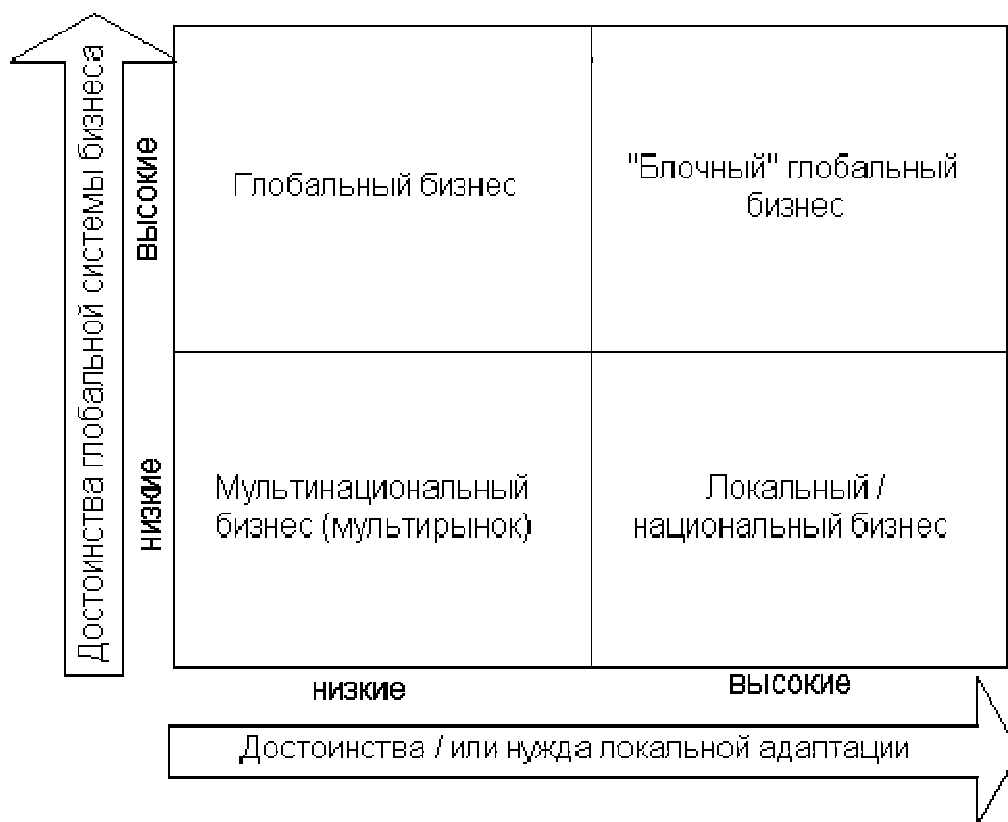 Достоинства глобальной системы бизнеса
высокие
Глобальный бизнес
"Блочный" глобальный
бизнес
низкие
Мультинациональный
бизнес (мультирынок)
Локальный /
национальный бизнес
низкие
высокие
Достоинства / или нужда локальной адаптации